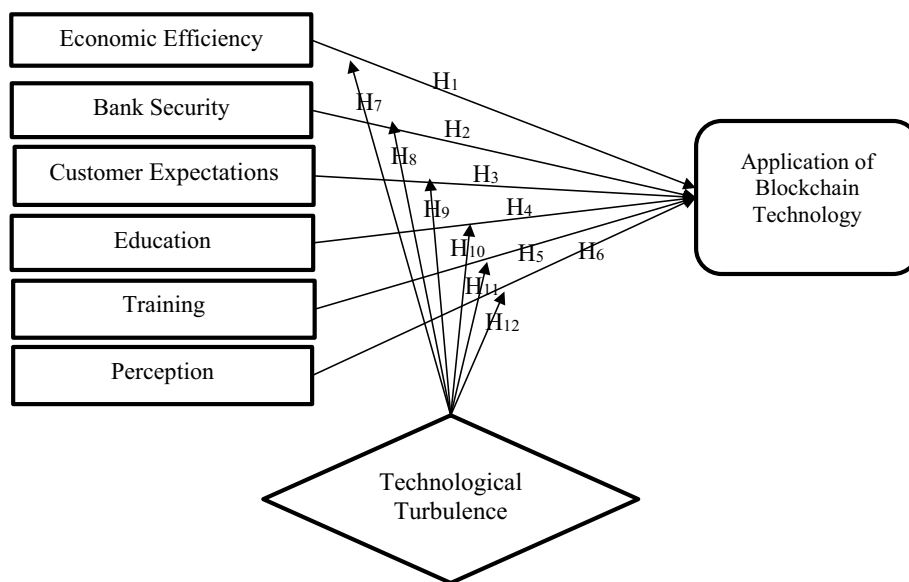 Economic Efficiency
Bank Security
Customer Expectations
Education
Training
Perception
H1
H2
H3
H4
H5
H6
H7
H8
H9
H10
H11
H12
Application of
Blockchain
Technology
Technological
Turbulence